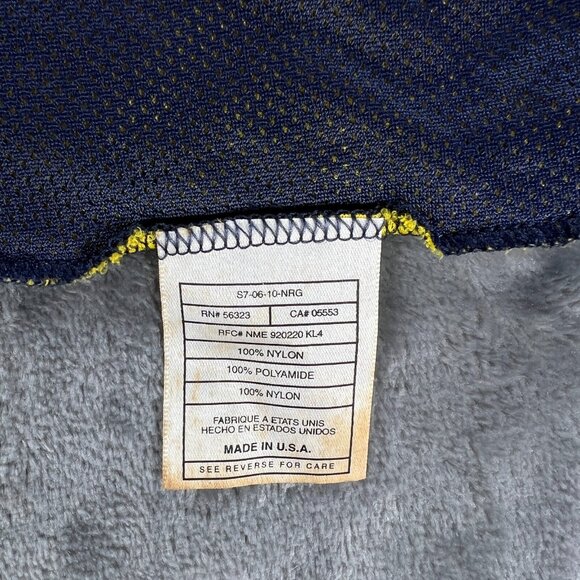 S7-06-10-NRG
RN# 56323 CA# 05553
RFC# NME 920220 KL4
100% NYLON
100% POLYAMIDE
100% NYLON
FABRIQUE A ETATS UNIS
HECHO EN ESTADOS UNIDOS
MADE IN U.S.A.
SEE REVERSE FOR CARE